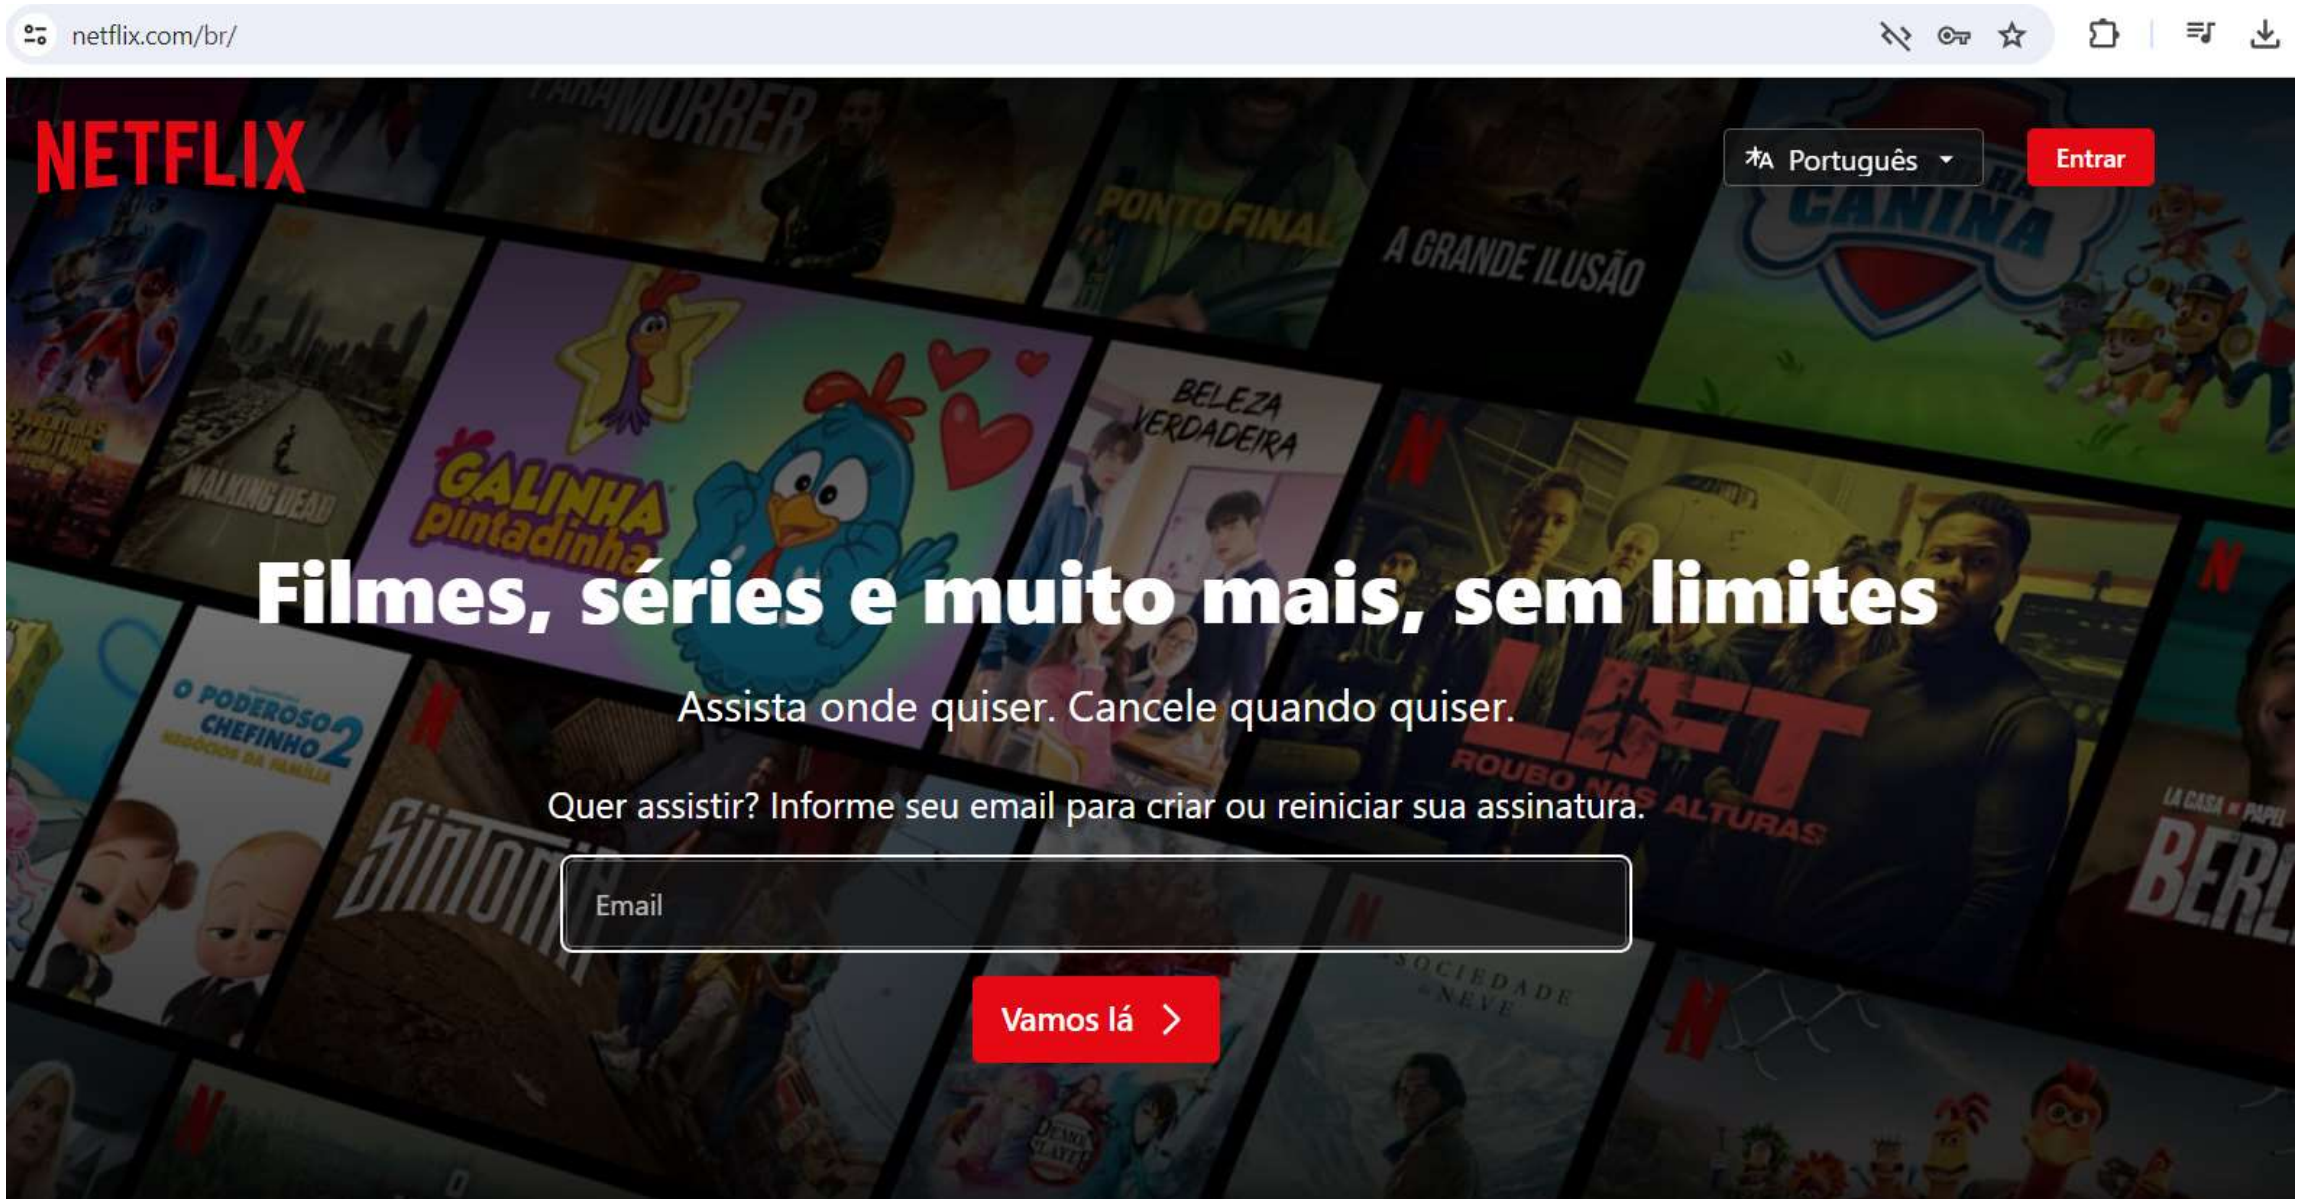 netflix.com/br/
PARA MORRER
NETFLIX
Português
Entrar
PONTO FINAL
CANINA
A GRANDE ILUSÃO
BELEZA
VERDADEIRA
WALKING DEAD
GALINHA
pintadinha
Filmes, séries e muito mais, sem limites
O PODEROSO
CHEFINHO 2
NEGÓCIOS DA FAMÍLIA
Assista onde quiser. Cancele quando quiser.
LIFT
ROUBO NAS ALTURAS
Quer assistir? Informe seu email para criar ou reiniciar sua assinatura.
LA CASA DE PAPEL
BERL
Sintonia
Email
SOCIEDADE
DA NEVE
Vamos lá
DEMON
SLAYER